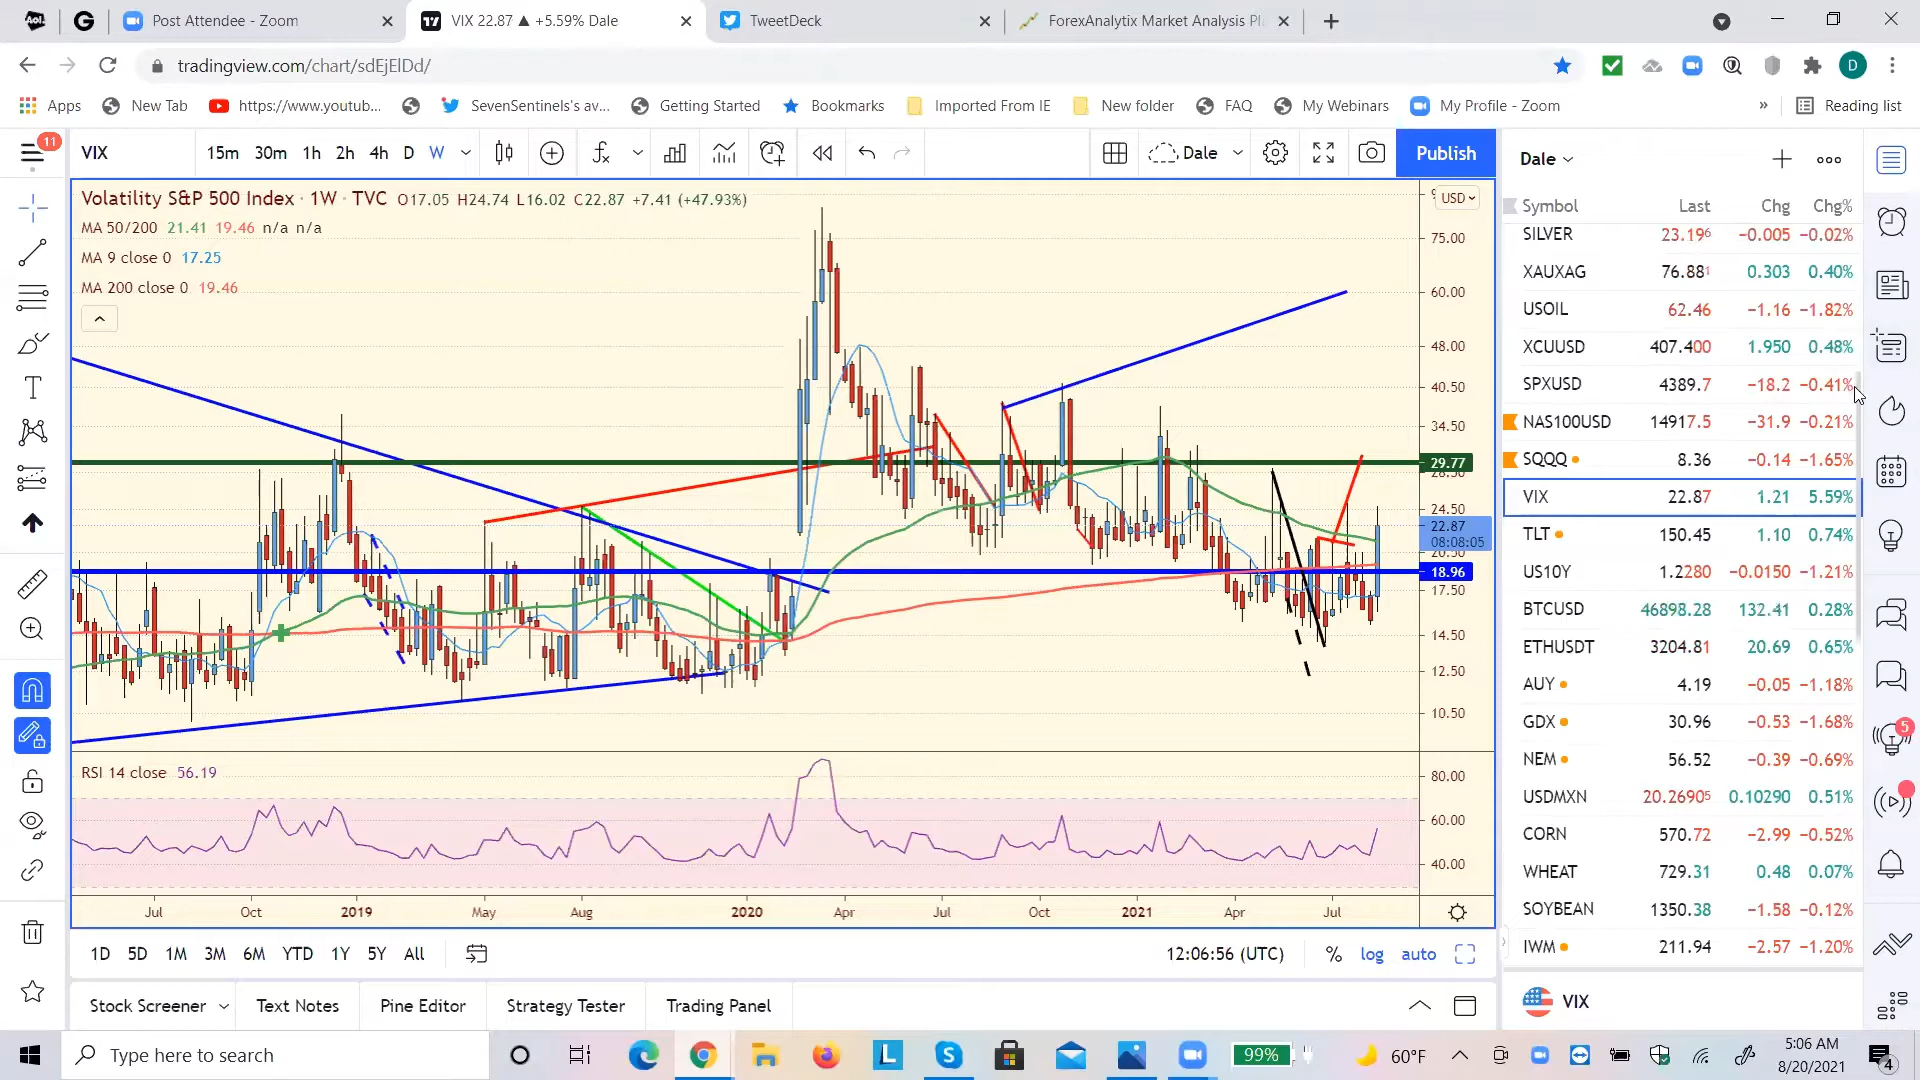 Aol.
G
Post Attendee - Zoom
VIX 22.87 ▲ +5.59% Dale
TweetDeck
ForexAnalytix Market Analysis Pl
tradingview.com/chart/sdEjElDd/
D
Apps
New Tab
https://www.youtub...
SevenSentinels's av...
Getting Started
Bookmarks
Imported From IE
New folder
FAQ
My Webinars
My Profile - Zoom
»
Reading list
11
VIX
15m 30m 1h 2h 4h D W
Dale
Publish
Dale
Volatility S&P 500 Index · 1W · TVC O17.05 H24.74 L16.02 C22.87 +7.41 (+47.93%)
MA 50/200 21.41 19.46 n/a n/a
MA 9 close 0 17.25
MA 200 close 0 19.46
USD
75.00
60.00
48.00
40.50
34.50
29.77
24.50
22.87
08:08:05
20.50
18.96
17.50
14.50
12.50
10.50
RSI 14 close 56.19
80.00
60.00
40.00
Jul Oct 2019 May Aug 2020 Apr Jul Oct 2021 Apr Jul
1D 5D 1M 3M 6M YTD 1Y 5Y All
12:06:56 (UTC) % log auto
Stock Screener Text Notes Pine Editor Strategy Tester Trading Panel
Symbol Last Chg Chg%
SILVER 23.196 −0.005 −0.02%
XAUXAG 76.881 0.303 0.40%
USOIL 62.46 −1.16 −1.82%
XCUUSD 407.400 1.950 0.48%
SPXUSD 4389.7 −18.2 −0.41%
NAS100USD 14917.5 −31.9 −0.21%
SQQQ 8.36 −0.14 −1.65%
VIX 22.87 1.21 5.59%
TLT 150.45 1.10 0.74%
US10Y 1.2280 −0.0150 −1.21%
BTCUSD 46898.28 132.41 0.28%
ETHUSDT 3204.81 20.69 0.65%
AUY 4.19 −0.05 −1.18%
GDX 30.96 −0.53 −1.68%
NEM 56.52 −0.39 −0.69%
USDMXN 20.26905 0.10290 0.51%
CORN 570.72 −2.99 −0.52%
WHEAT 729.31 0.48 0.07%
SOYBEAN 1350.38 −1.58 −0.12%
IWM 211.94 −2.57 −1.20%
VIX
5
Type here to search
L
99%
60°F
5:06 AM
8/20/2021
4